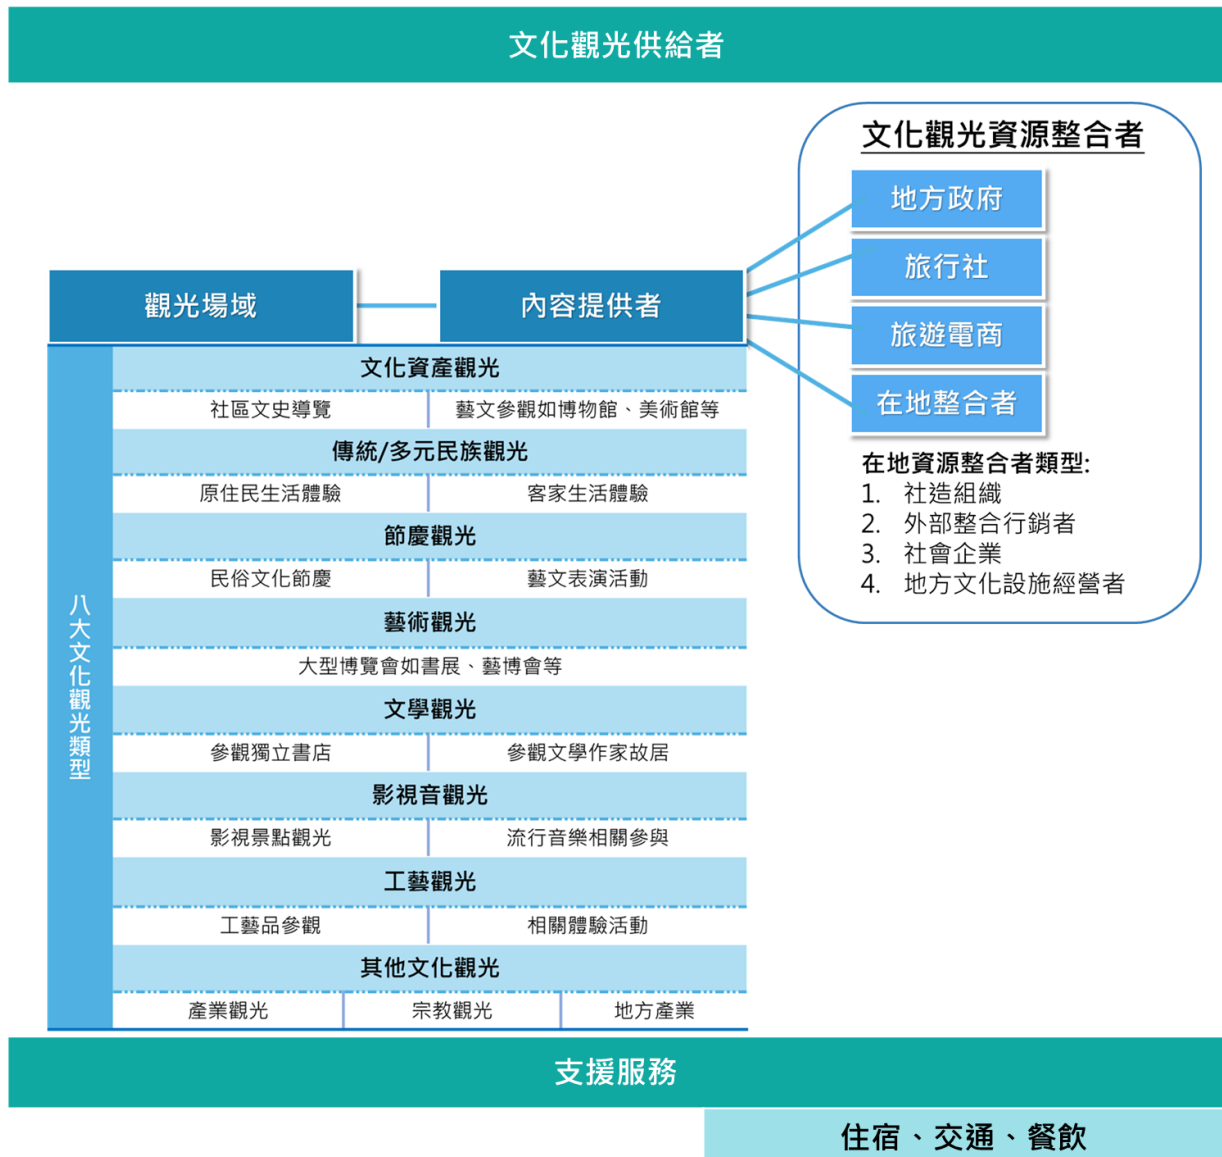 文化觀光供給者
文化觀光資源整合者
地方政府
旅行社
旅遊電商
在地整合者
在地資源整合者類型:
1. 社造組織
2. 外部整合行銷者
3. 社會企業
4. 地方文化設施經營者
觀光場域
內容提供者
八大文化觀光類型
文化資產觀光
社區文史導覽
藝文參觀如博物館、美術館等
傳統/多元民族觀光
原住民生活體驗
客家生活體驗
節慶觀光
民俗文化節慶
藝文表演活動
藝術觀光
大型博覽會如書展、藝博會等
文學觀光
參觀獨立書店
參觀文學作家故居
影視音觀光
影視景點觀光
流行音樂相關參與
工藝觀光
工藝品參觀
相關體驗活動
其他文化觀光
產業觀光
宗教觀光
地方產業
支援服務
住宿、交通、餐飲